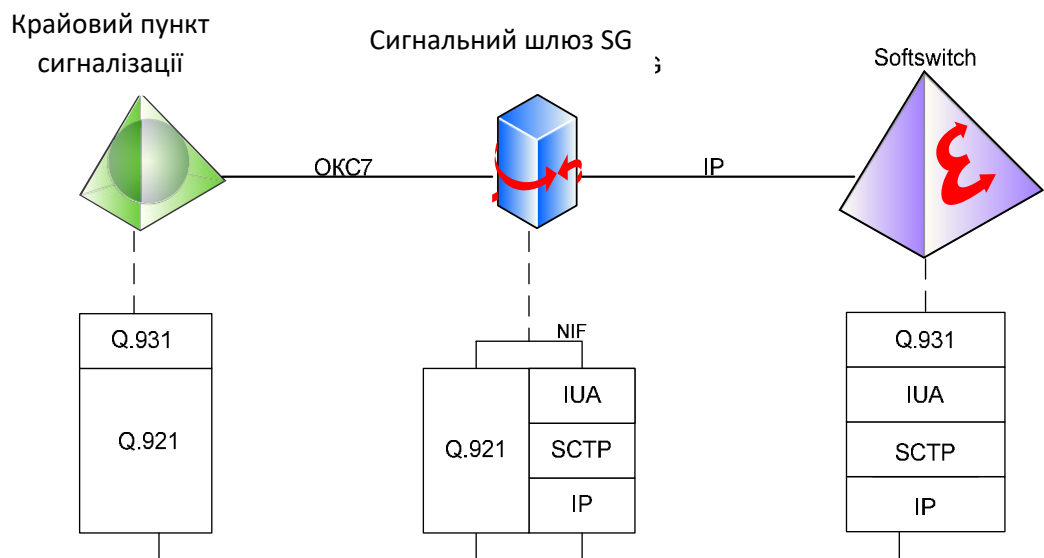 Крайовий пункт
сигналізації
Сигнальний шлюз SG
Softswitch
ОКС7
IP
NIF
Q.931
Q.921
Q.921
IUA
SCTP
IP
Q.931
IUA
SCTP
IP